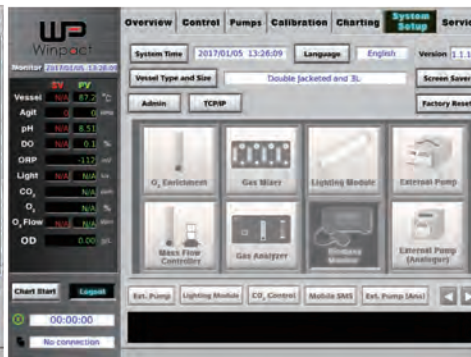 WP
Winpact
Monitor 2017/01/05 13:26:09
SV PV
Vessel N/A 87.2 °C
Agit 0 0
pH N/A 8.51
DO N/A 0.1 %
ORP -112
Light N/A N/A
CO₂ N/A
O₂ N/A %
O₂ Flow N/A N/A
OD 0.00
Chart Start Logout
00:00:00
No connection
Overview Control Pumps Calibration Charting System Setup Servic
System Time 2017/01/05 13:26:09 Language English Version 1.1.1
Vessel Type and Size Double Jacketed and 3L Screen Saver
Admin TCP/IP Factory Reset
O₂ Enrichment Gas Mixer Lighting Module External Pump
Mass Flow Controller Gas Analyzer External Pump (Analogue)
Ext. Pump Lighting Module CO₂ Control Mobile SMS Ext. Pump (Ana)